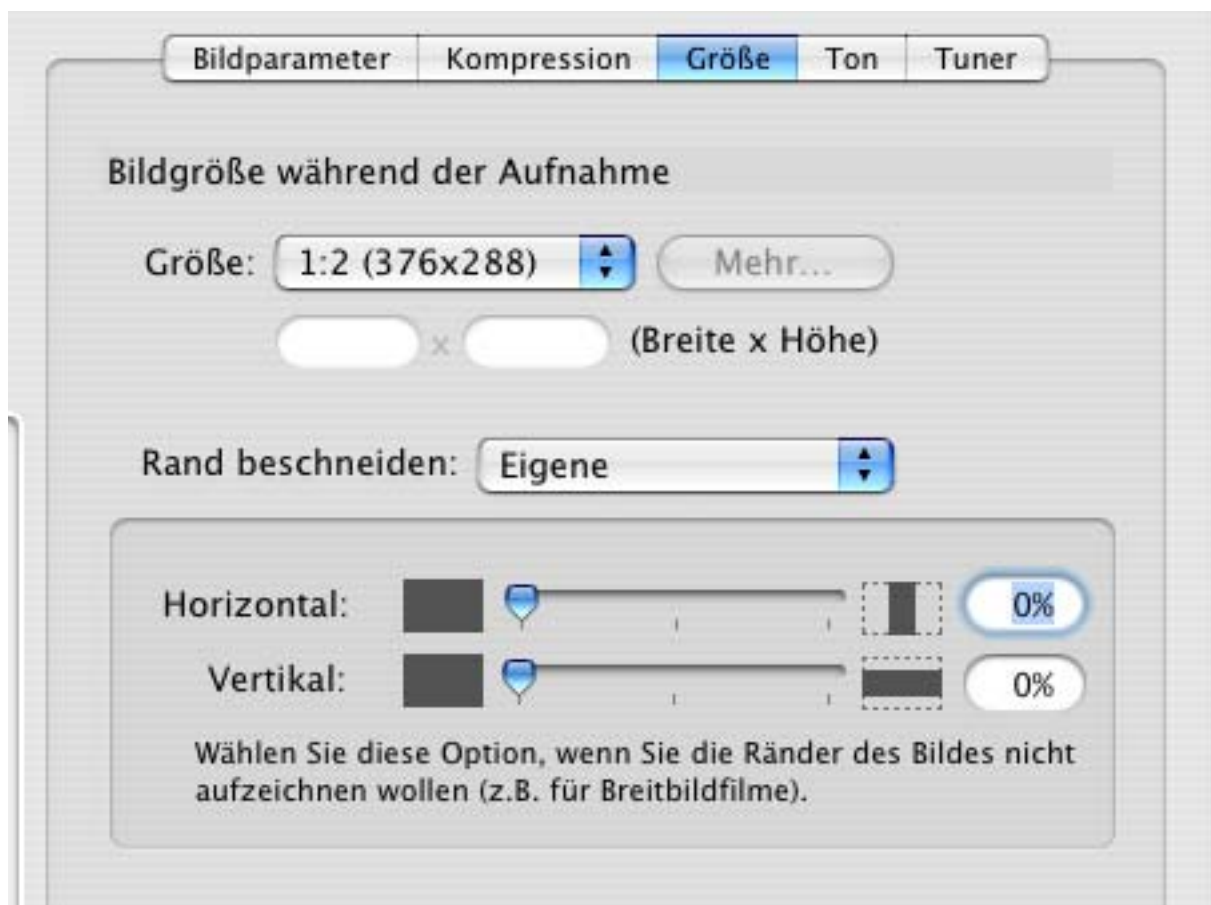 Bildparameter Kompression Größe Ton Tuner
Bildgröße während der Aufnahme
Größe: 1:2 (376x288) Mehr...
x (Breite x Höhe)
Rand beschneiden: Eigene
Horizontal: 0%
Vertikal: 0%
Wählen Sie diese Option, wenn Sie die Ränder des Bildes nicht
aufzeichnen wollen (z.B. für Breitbildfilme).